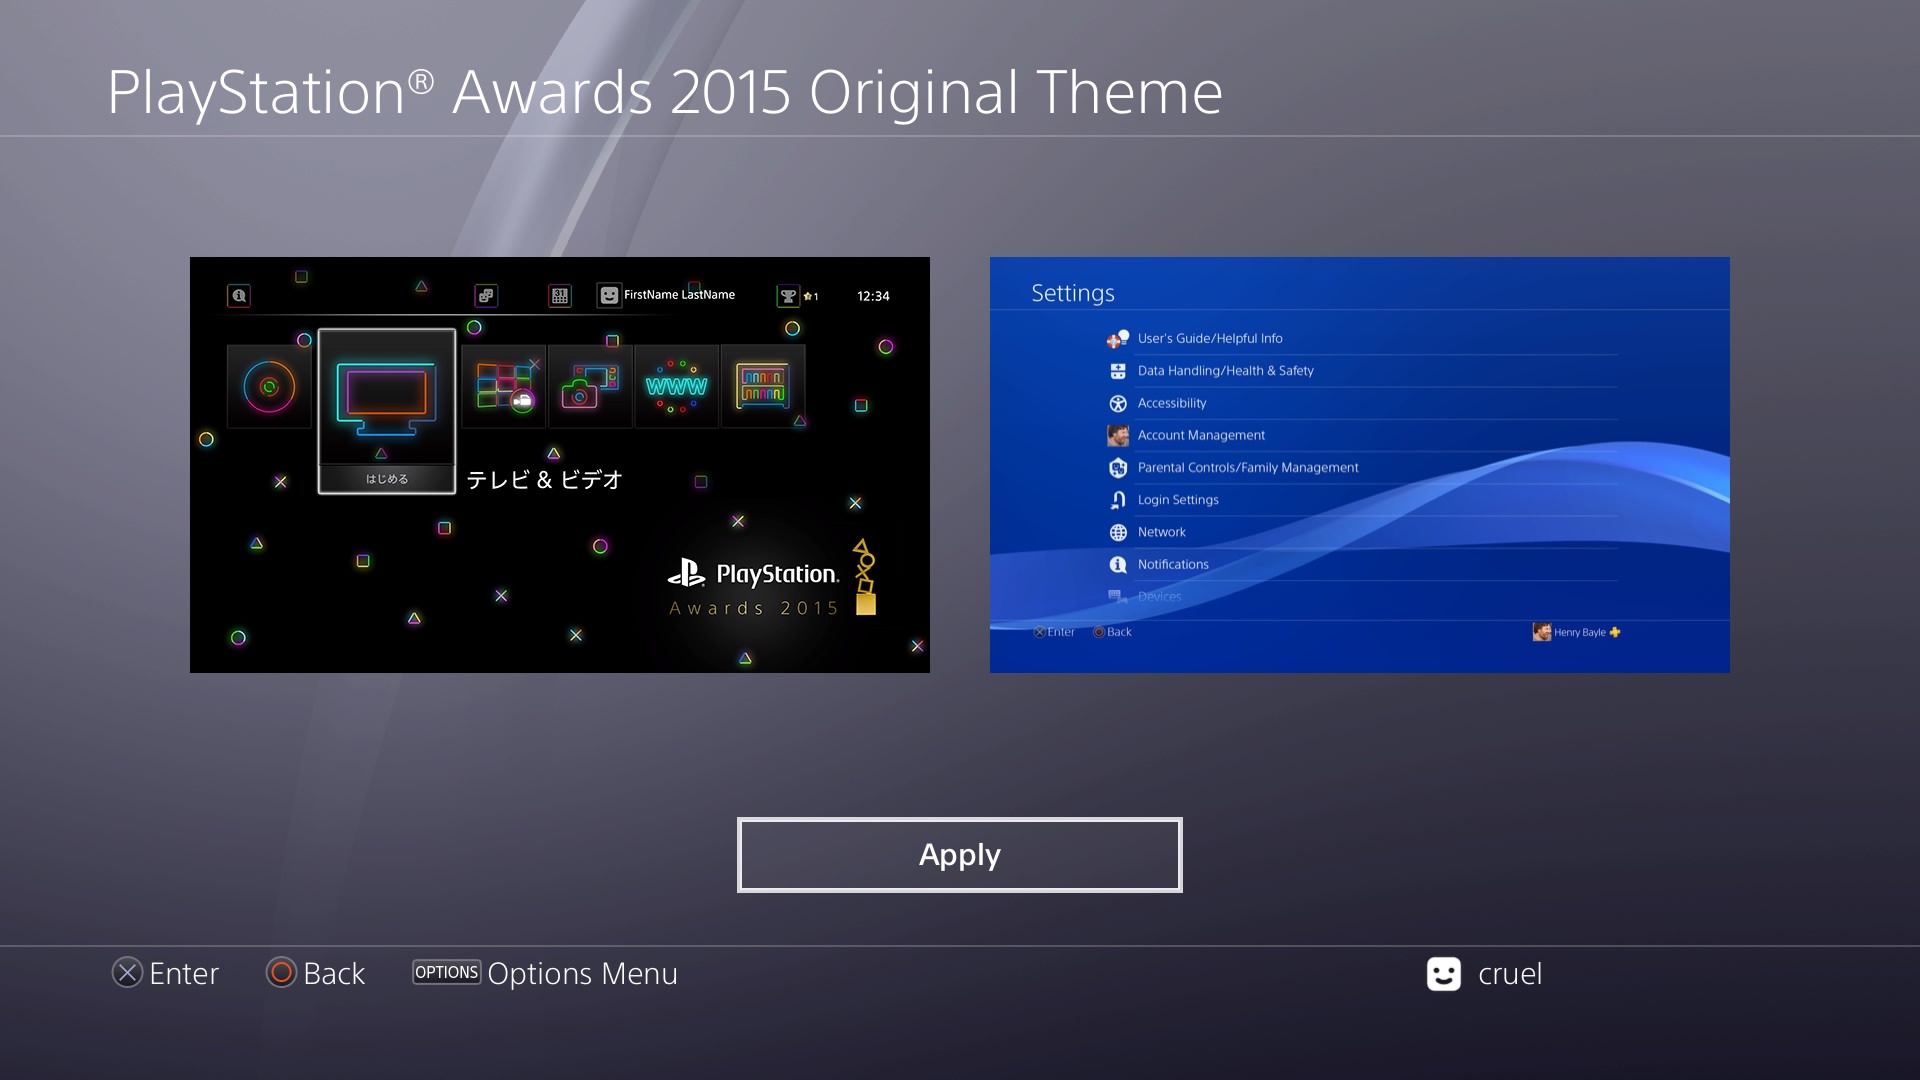 PlayStation® Awards 2015 Original Theme
FirstName LastName
1
12:34
31
www
はじめる
テレビ & ビデオ
PlayStation®
Awards 2015
Settings
User's Guide/Helpful Info
Data Handling/Health & Safety
Accessibility
Account Management
Parental Controls/Family Management
Login Settings
Network
Notifications
Devices
Enter
Back
Henry Bayle
Apply
Enter
Back
OPTIONS Options Menu
cruel